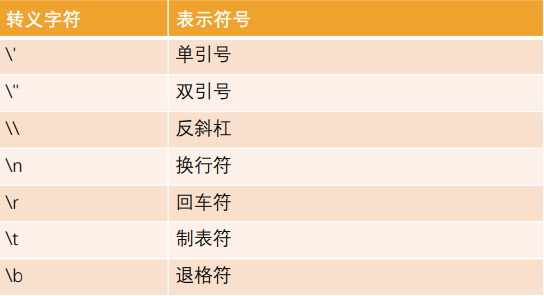 转义字符 表示符号
\' 单引号
\" 双引号
\\ 反斜杠
\n 换行符
\r 回车符
\t 制表符
\b 退格符